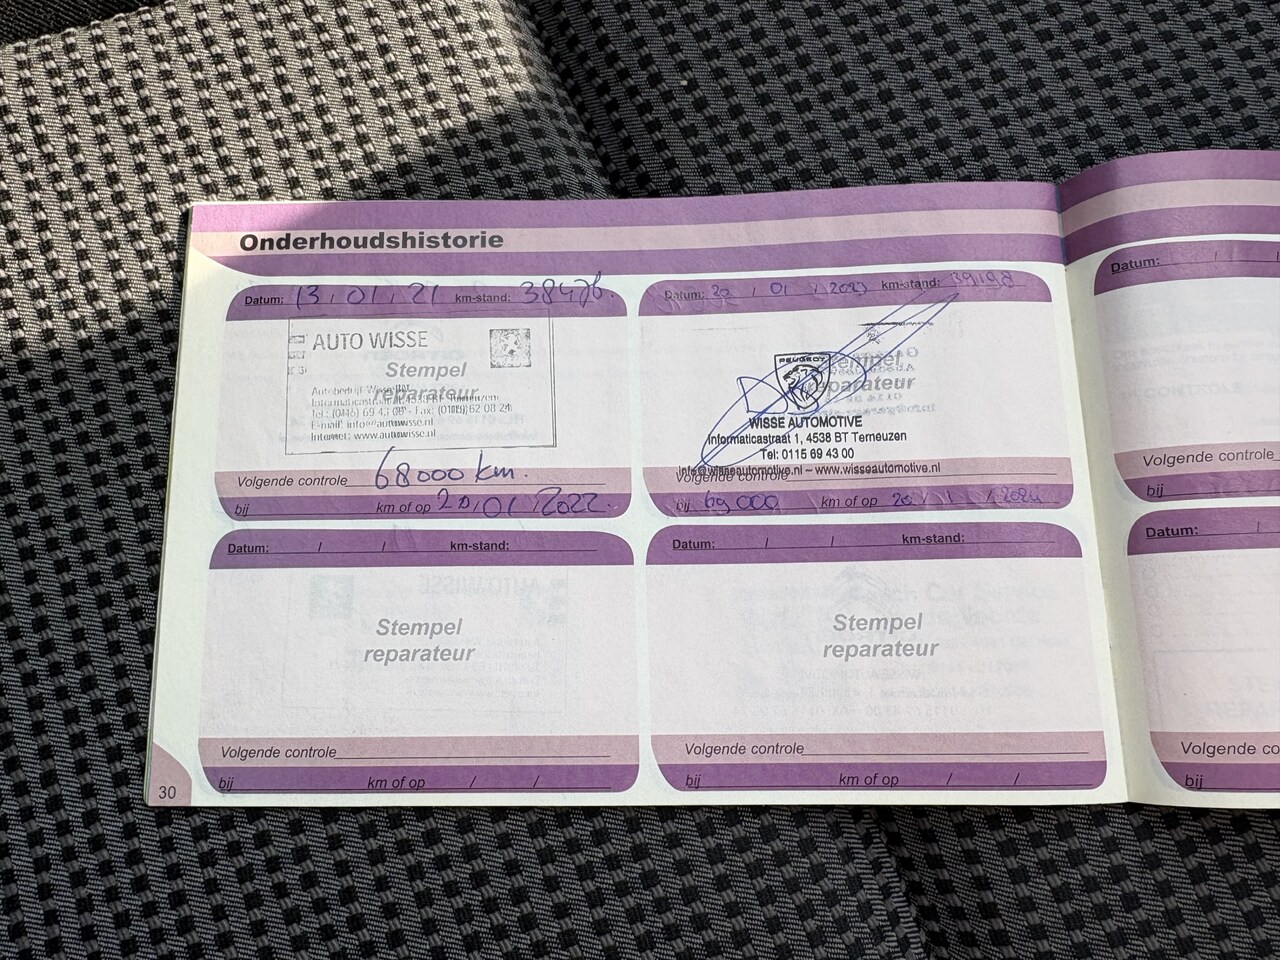 Onderhoudshistorie
Datum: 13 / 01 / 21 km-stand: 38476.
AUTO WISSE
Stempel
reparateur
Autobedrijf Wisse
Informaticastraat
E-mail: info@autowisse.nl
Internet: www.autowisse.nl
Volgende controle 68000 km.
bij km of op 20/01/2022.
Datum: 20 / 01 / 2023 km-stand: 39198
Stempel
reparateur
PEUGEOT
WISSE AUTOMOTIVE
Informaticastraat 1, 4538 BT Terneuzen
Tel: 0115 69 43 00
info@wisseautomotive.nl – www.wisseautomotive.nl
Volgende controle
bij 69000 km of op 20 / 1 / 2024
Datum: / / km-stand:
Stempel
reparateur
Volgende controle
bij km of op / /
Datum: / / km-stand:
Stempel
reparateur
Volgende controle
bij km of op / /
30
Datum: /
Volgende controle
bij
Datum: /
Volgende co
bij